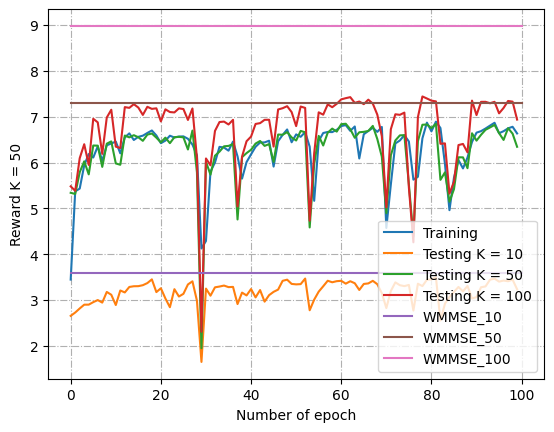 9
8
7
6
5
4
3
2
Reward K = 50
0
20
40
60
80
100
Number of epoch
Training
Testing K = 10
Testing K = 50
Testing K = 100
WMMSE_10
WMMSE_50
WMMSE_100